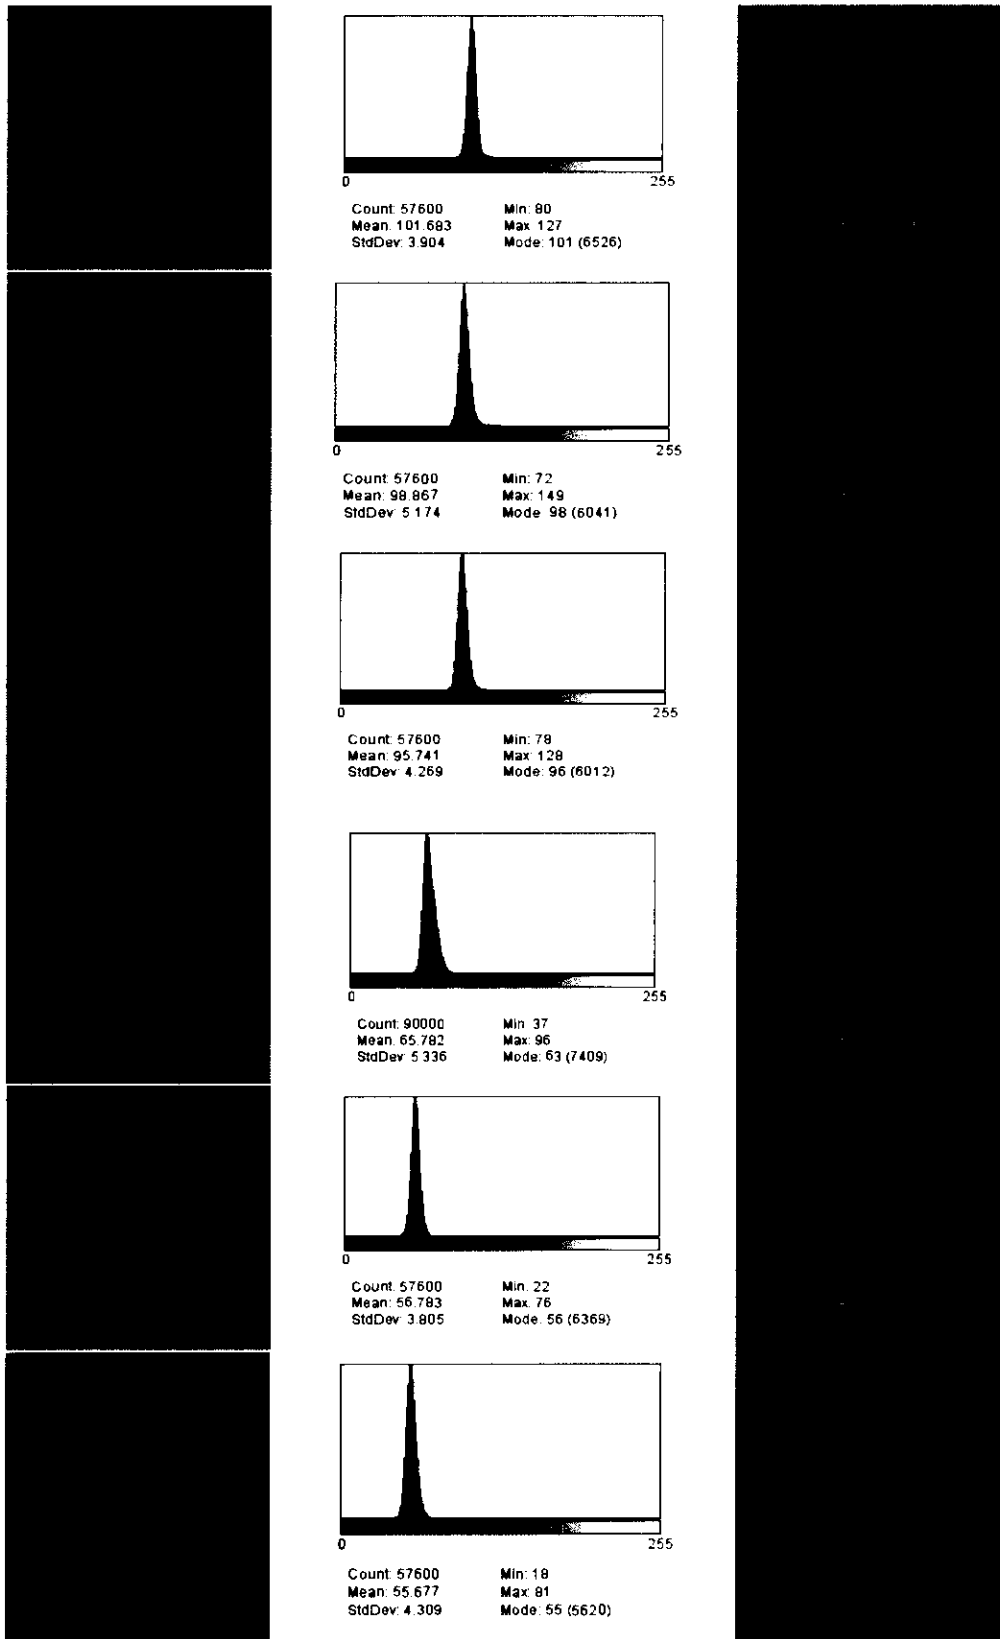 0 255
Count: 57600 Min: 80
Mean: 101.683 Max: 127
StdDev: 3.904 Mode: 101 (6526)
0 255
Count: 57600 Min: 72
Mean: 98.867 Max: 149
StdDev: 5.174 Mode: 98 (6041)
0 255
Count: 57600 Min: 78
Mean: 95.741 Max: 128
StdDev: 4.269 Mode: 96 (6012)
0 255
Count: 90000 Min: 37
Mean: 65.782 Max: 96
StdDev: 5.336 Mode: 63 (7409)
0 255
Count: 57600 Min: 22
Mean: 56.783 Max: 76
StdDev: 3.805 Mode: 56 (6369)
0 255
Count: 57600 Min: 18
Mean: 55.677 Max: 81
StdDev: 4.309 Mode: 55 (5620)